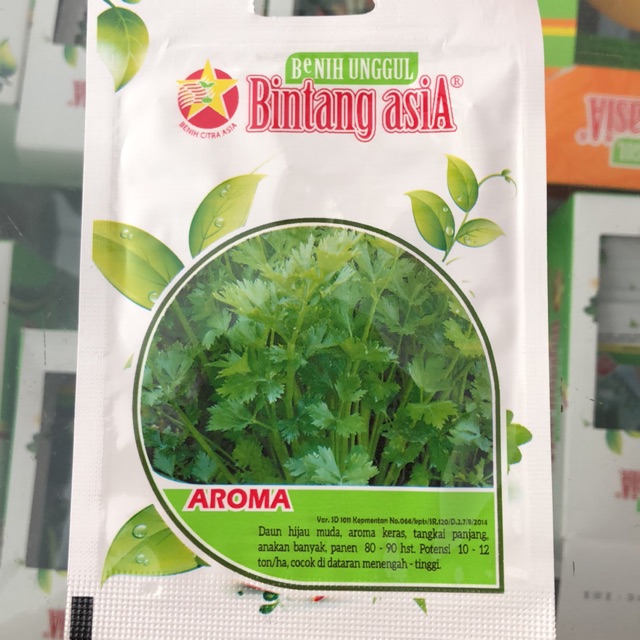 BeNIH UNGGUL
Bintang asiA®
BENIH CITRA ASIA
AROMA
Var. ID 1011 Kepmentan No.064/kpts/SR.120/D.2.7/8/2014
Daun hijau muda, aroma keras, tangkai panjang,
anakan banyak, panen 80 - 90 hst. Potensi 10 - 12
ton/ha, cocok di dataran menengah - tinggi.